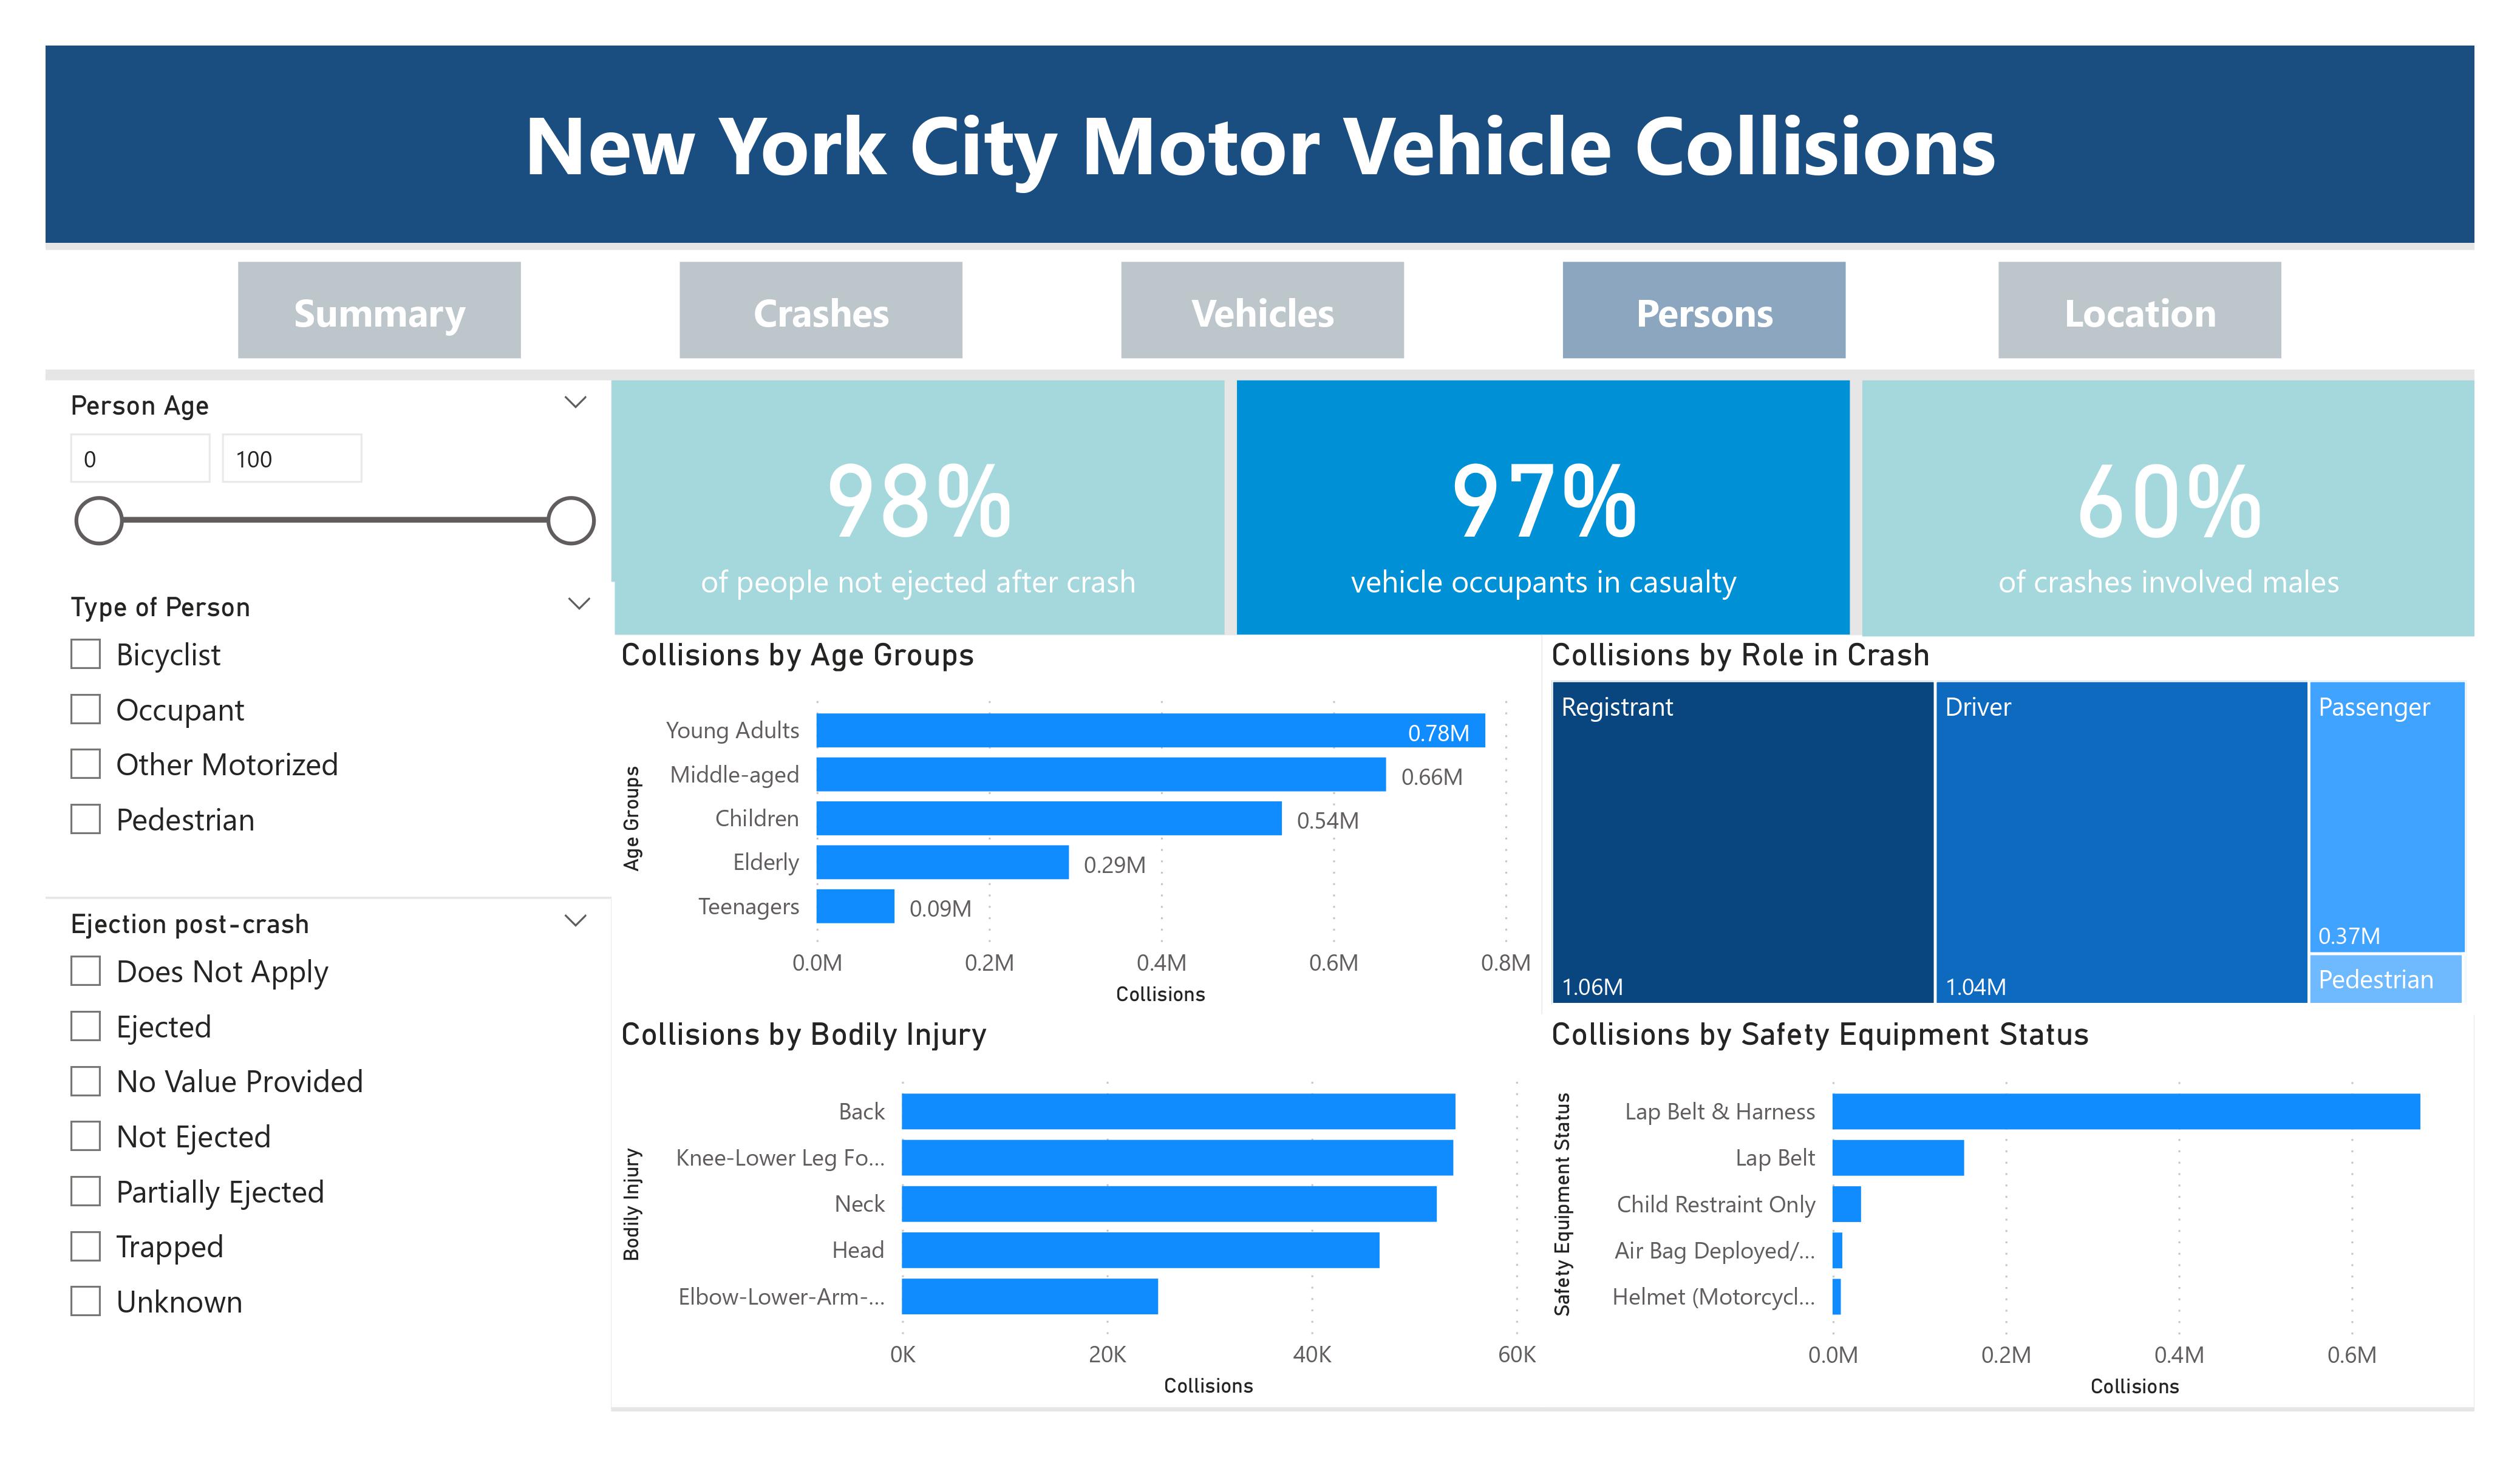 New York City Motor Vehicle Collisions
Summary
Crashes
Vehicles
Persons
Location
Person Age
0
100
Type of Person
Bicyclist
Occupant
Other Motorized
Pedestrian
Ejection post-crash
Does Not Apply
Ejected
No Value Provided
Not Ejected
Partially Ejected
Trapped
Unknown
98%
of people not ejected after crash
97%
vehicle occupants in casualty
60%
of crashes involved males
Collisions by Age Groups
Age Groups
Young Adults
0.78M
Middle-aged
0.66M
Children
0.54M
Elderly
0.29M
Teenagers
0.09M
0.0M
0.2M
0.4M
0.6M
0.8M
Collisions
Collisions by Role in Crash
Registrant
1.06M
Driver
1.04M
Passenger
0.37M
Pedestrian
Collisions by Bodily Injury
Bodily Injury
Back
Knee-Lower Leg Fo...
Neck
Head
Elbow-Lower-Arm-...
0K
20K
40K
60K
Collisions
Collisions by Safety Equipment Status
Safety Equipment Status
Lap Belt & Harness
Lap Belt
Child Restraint Only
Air Bag Deployed/...
Helmet (Motorcycl...
0.0M
0.2M
0.4M
0.6M
Collisions